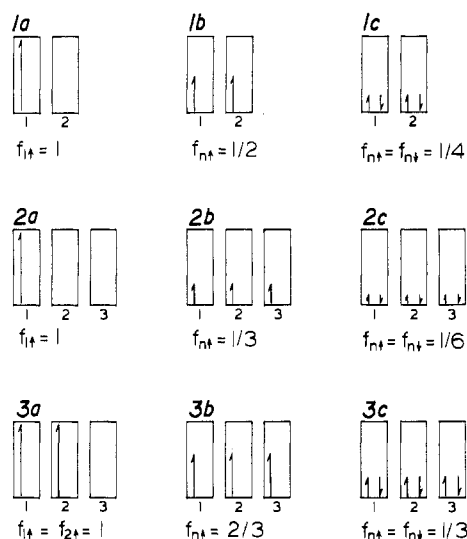 1a 1b 1c
1 2 1 2 1 2
f₁↑ = 1 fₙ↑ = 1/2 fₙ↑ = fₙ↓ = 1/4
2a 2b 2c
1 2 3 1 2 3 1 2 3
f₁↑ = 1 fₙ↑ = 1/3 fₙ↑ = fₙ↓ = 1/6
3a 3b 3c
1 2 3 1 2 3 1 2 3
f₁↑ = f₂↑ = 1 fₙ↑ = 2/3 fₙ↑ = fₙ↓ = 1/3